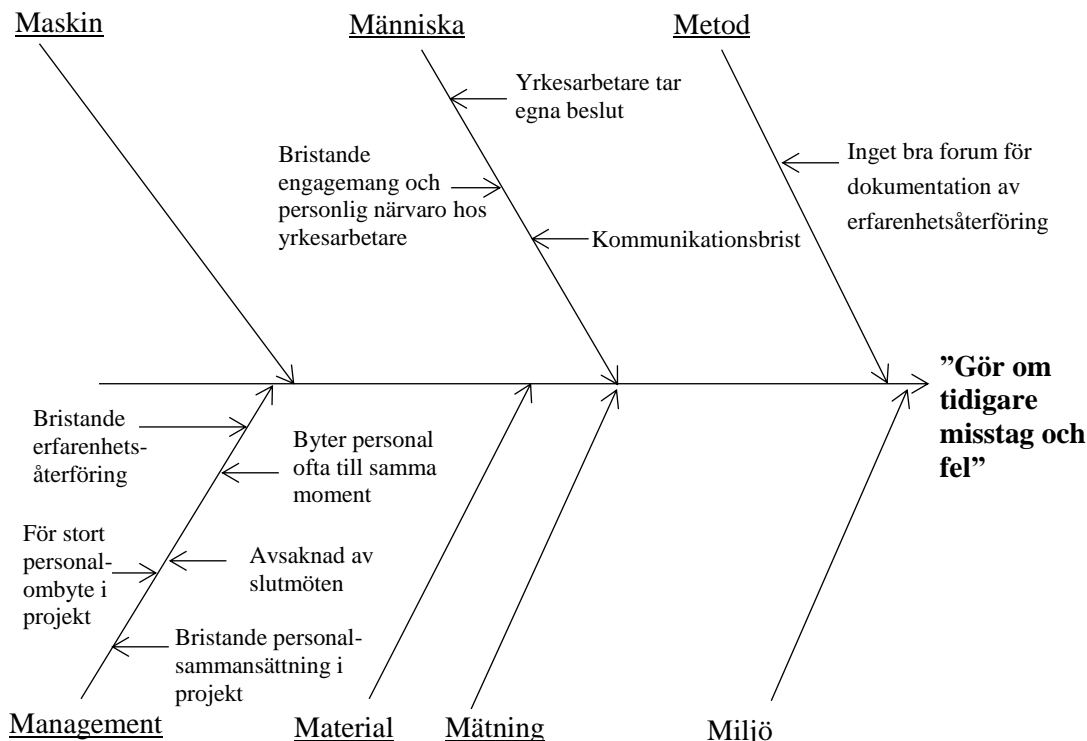 Maskin
Människa
Metod
Yrkesarbetare tar
egna beslut
Bristande
engagemang och
personlig närvaro hos
yrkesarbetare
Kommunikationsbrist
Inget bra forum för
dokumentation av
erfarenhetsåterföring
”Gör om
tidigare
misstag och
fel”
Bristande
erfarenhets-
återföring
Byter personal
ofta till samma
moment
För stort
personal-
ombyte i
projekt
Avsaknad av
slutmöten
Bristande personal-
sammansättning i
projekt
Management
Material
Mätning
Miljö